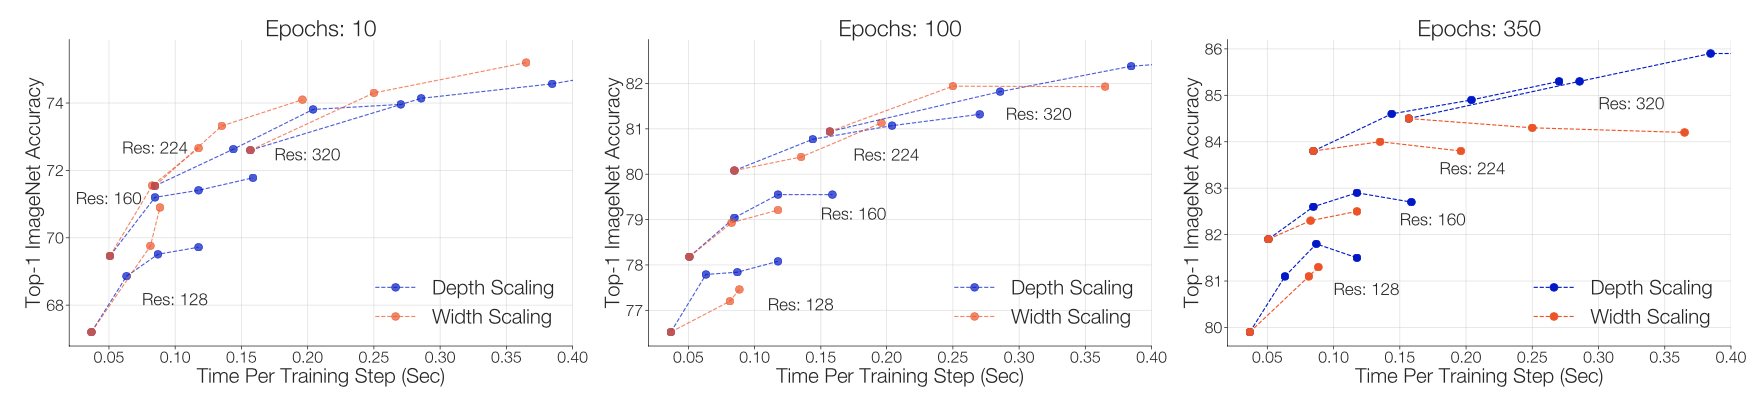 Epochs: 10
Top-1 ImageNet Accuracy
74
72
70
68
Res: 224
Res: 320
Res: 160
Res: 128
Depth Scaling
Width Scaling
0.05 0.10 0.15 0.20 0.25 0.30 0.35 0.40
Time Per Training Step (Sec)
Epochs: 100
Top-1 ImageNet Accuracy
82
81
80
79
78
77
Res: 320
Res: 224
Res: 160
Res: 128
Depth Scaling
Width Scaling
0.05 0.10 0.15 0.20 0.25 0.30 0.35 0.40
Time Per Training Step (Sec)
Epochs: 350
Top-1 ImageNet Accuracy
86
85
84
83
82
81
80
Res: 320
Res: 224
Res: 160
Res: 128
Depth Scaling
Width Scaling
0.05 0.10 0.15 0.20 0.25 0.30 0.35 0.40
Time Per Training Step (Sec)